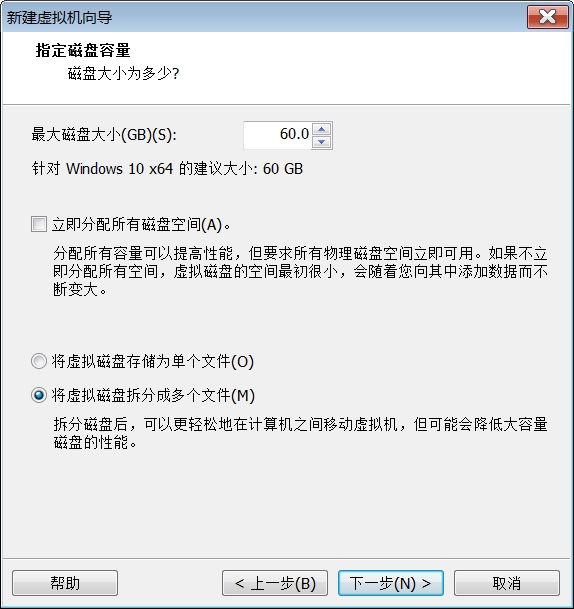 新建虚拟机向导
指定磁盘容量
磁盘大小为多少?
最大磁盘大小(GB)(S): 60.0
针对 Windows 10 x64 的建议大小: 60 GB
立即分配所有磁盘空间(A)。
分配所有容量可以提高性能，但要求所有物理磁盘空间立即可用。如果不立
即分配所有空间，虚拟磁盘的空间最初很小，会随着您向其中添加数据而不
断变大。
将虚拟磁盘存储为单个文件(O)
将虚拟磁盘拆分成多个文件(M)
拆分磁盘后，可以更轻松地在计算机之间移动虚拟机，但可能会降低大容量
磁盘的性能。
帮助 < 上一步(B) 下一步(N) > 取消